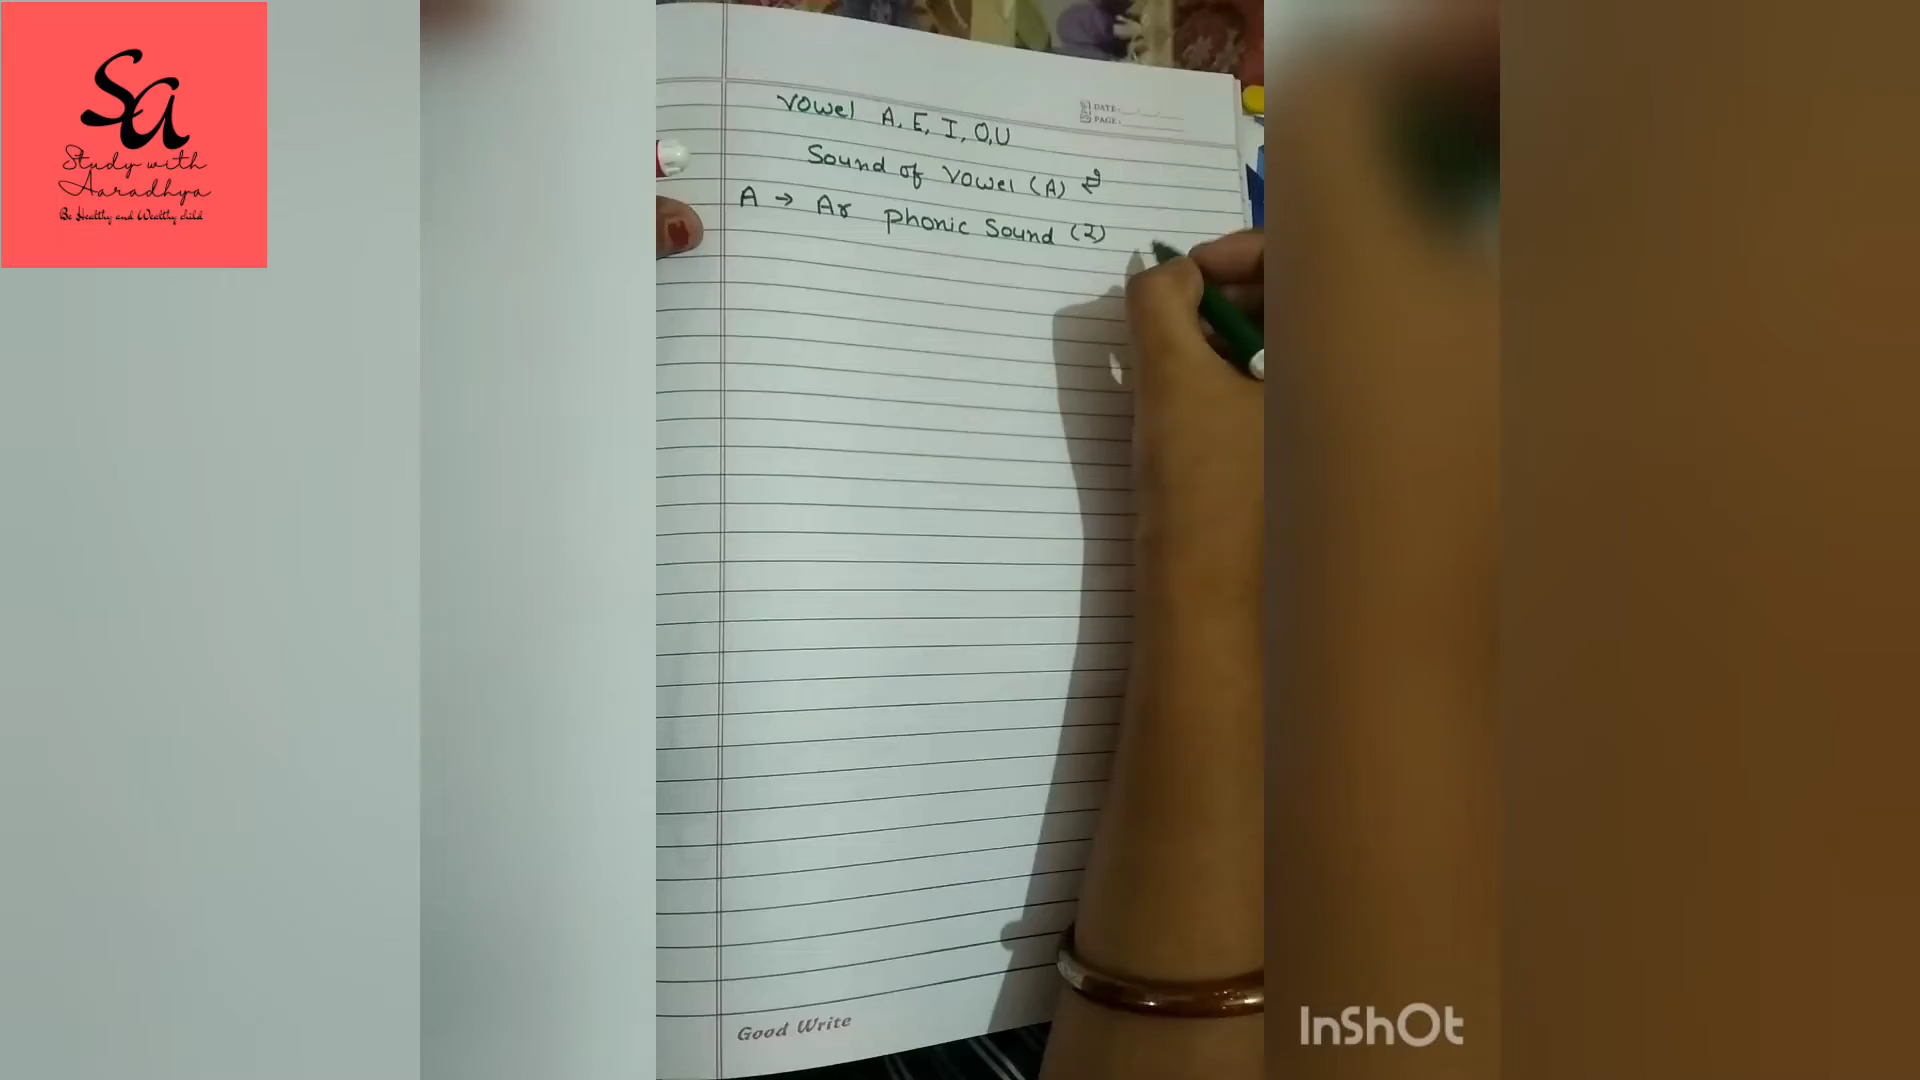 Sa
Study with
Aaradhya
Be Healthy and Wealthy child
DATE:
PAGE:
Vowel A, E, I, O, U
Sound of Vowel (A)
A → Ar Phonic Sound (र)
Good Write
InShOt